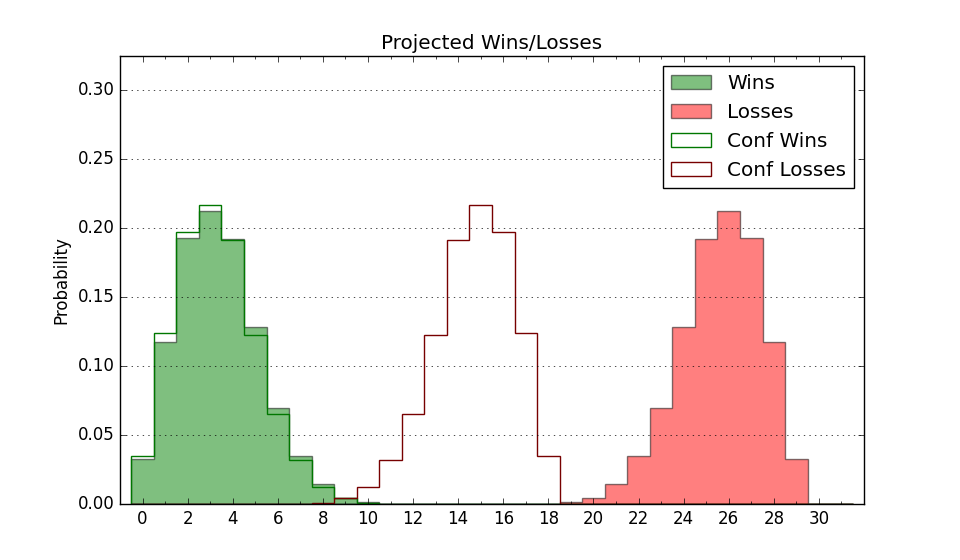 Projected Wins/Losses
Wins
Losses
Conf Wins
Conf Losses
Probability
0.30
0.25
0.20
0.15
0.10
0.05
0.00
0 2 4 6 8 10 12 14 16 18 20 22 24 26 28 30